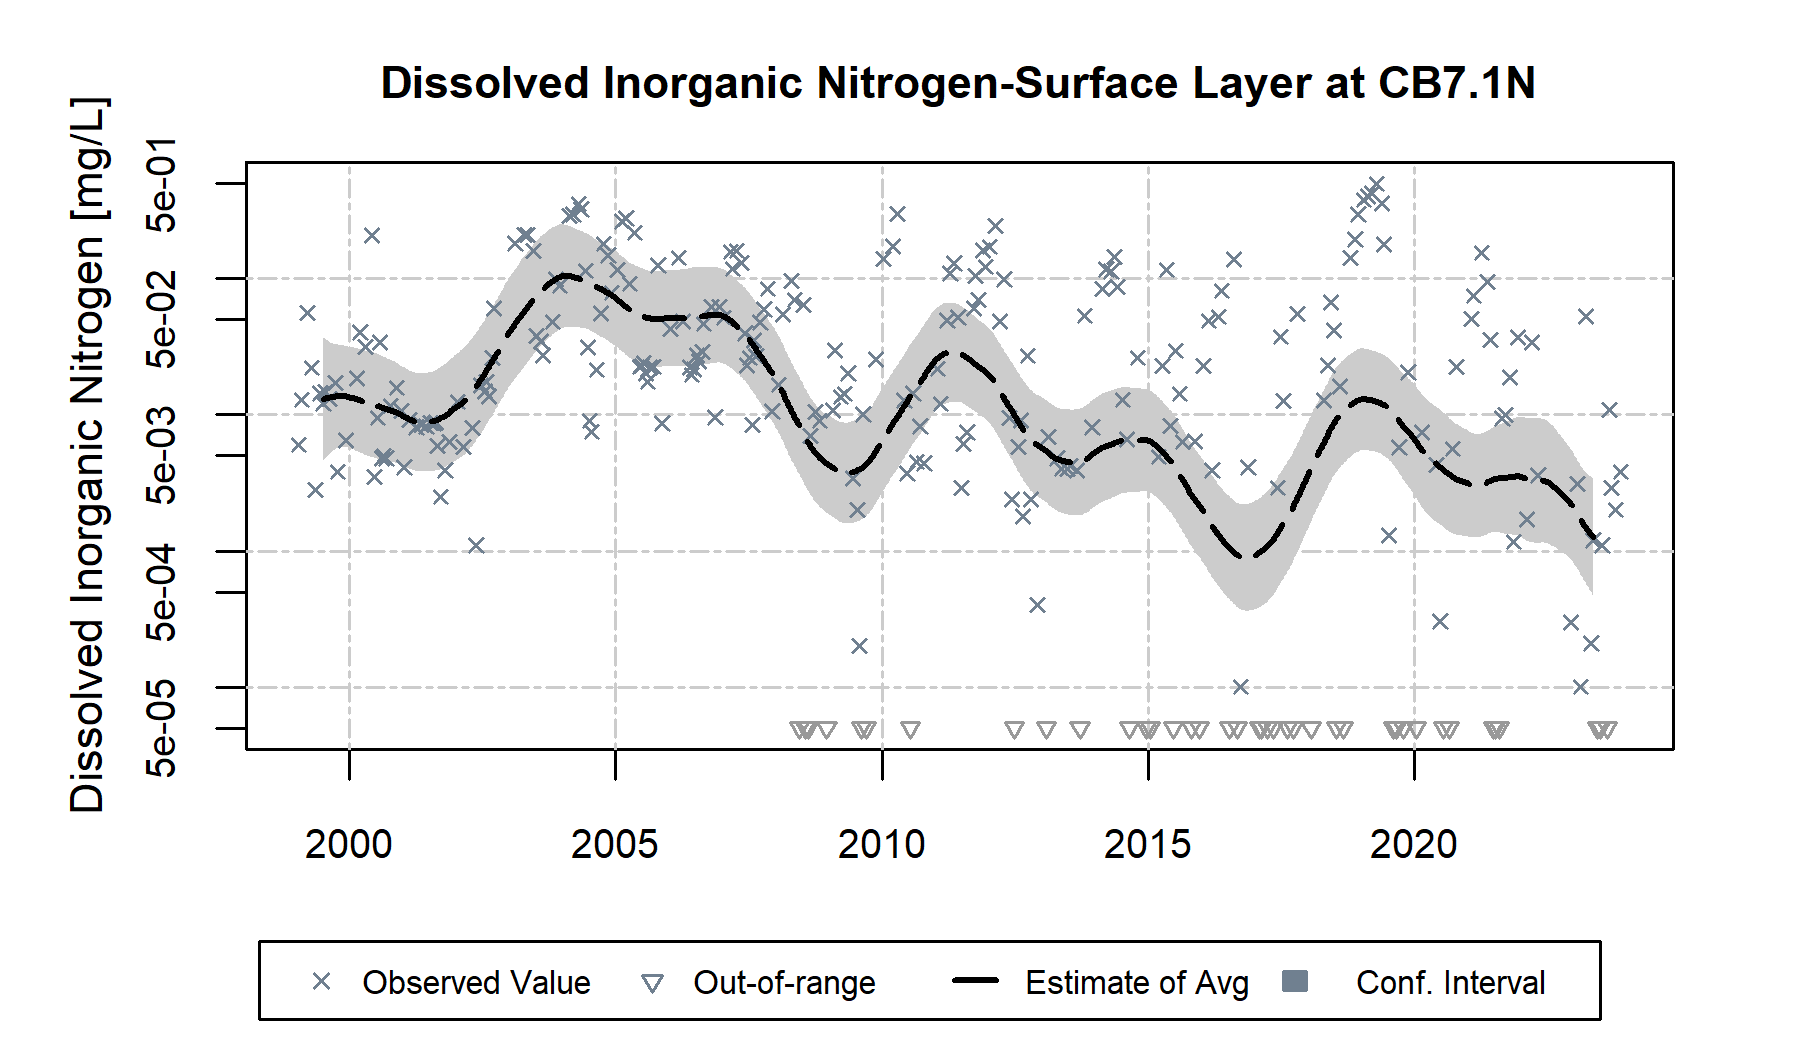 Dissolved Inorganic Nitrogen-Surface Layer at CB7.1N
Dissolved Inorganic Nitrogen [mg/L]
5e-01
5e-02
5e-03
5e-04
5e-05
2000 2005 2010 2015 2020
Observed Value Out-of-range Estimate of Avg Conf. Interval